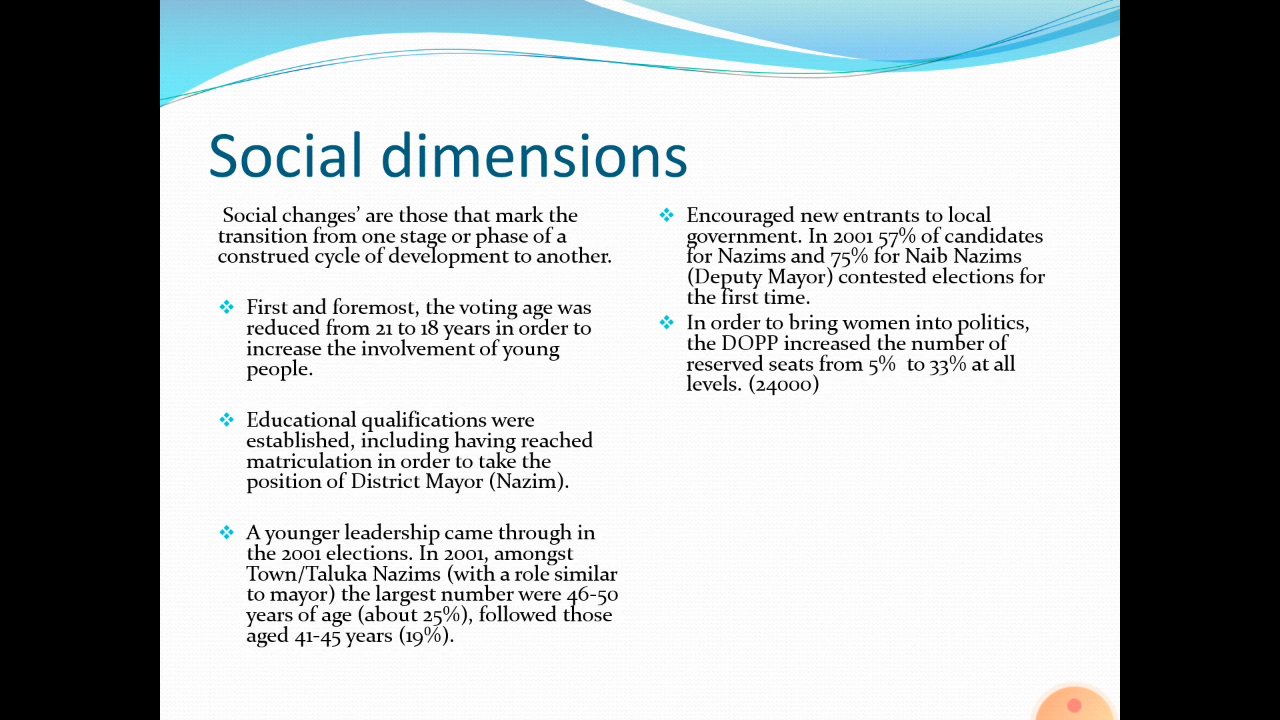 Social dimensions
Social changes’ are those that mark the
transition from one stage or phase of a
construed cycle of development to another.
First and foremost, the voting age was
reduced from 21 to 18 years in order to
increase the involvement of young
people.
Educational qualifications were
established, including having reached
matriculation in order to take the
position of District Mayor (Nazim).
A younger leadership came through in
the 2001 elections. In 2001, amongst
Town/Taluka Nazims (with a role similar
to mayor) the largest number were 46-50
years of age (about 25%), followed those
aged 41-45 years (19%).
Encouraged new entrants to local
government. In 2001 57% of candidates
for Nazims and 75% for Naib Nazims
(Deputy Mayor) contested elections for
the first time.
In order to bring women into politics,
the DOPP increased the number of
reserved seats from 5%  to 33% at all
levels. (24000)